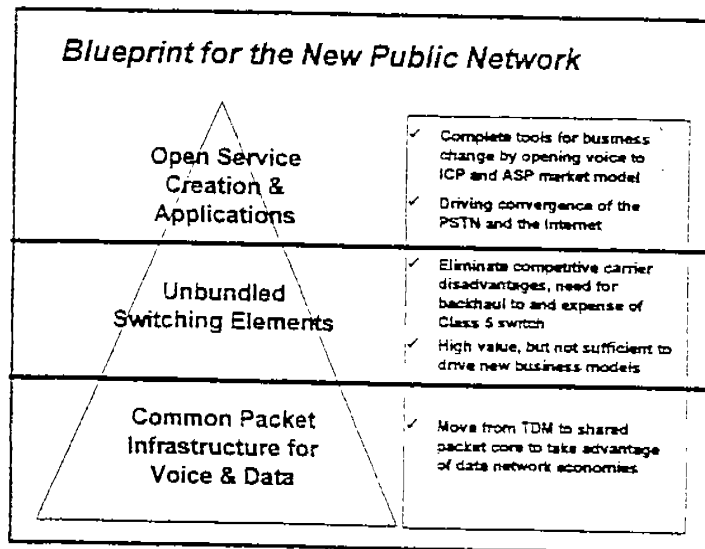 Blueprint for the New Public Network
Open Service
Creation &
Applications
✓ Complete tools for business
change by opening voice to
ICP and ASP market model
✓ Driving convergence of the
PSTN and the Internet
Unbundled
Switching Elements
✓ Eliminate competitive carrier
disadvantages, need for
backhaul to and expense of
Class 5 switch
✓ High value, but not sufficient to
drive new business models
Common Packet
Infrastructure for
Voice & Data
✓ Move from TDM to shared
packet core to take advantage
of data network economies